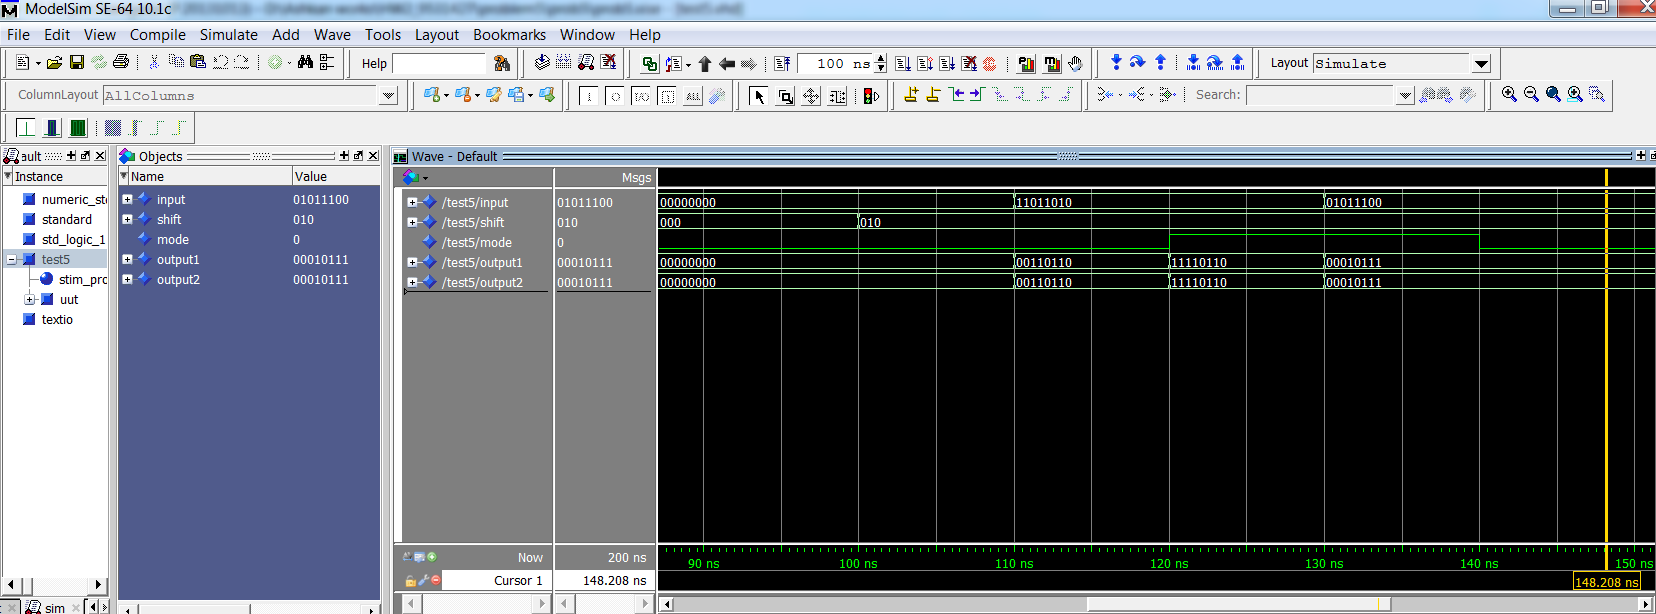 ModelSim SE-64 10.1c
File Edit View Compile Simulate Add Wave Tools Layout Bookmarks Window Help
Help 100 ns Layout Simulate
ColumnLayout AllColumns ALL Search:
ault Objects Wave - Default
Instance Name Value Msgs
numeric_st input 01011100 /test5/input 01011100 00000000 11011010 01011100
standard shift 010 /test5/shift 010 000 010
std_logic_1 mode 0 /test5/mode 0
test5 output1 00010111 /test5/output1 00010111 00000000 00110110 11110110 00010111
stim_pro output2 00010111 /test5/output2 00010111 00000000 00110110 11110110 00010111
uut
textio
Now 200 ns 90 ns 100 ns 110 ns 120 ns 130 ns 140 ns 150 ns
Cursor 1 148.208 ns 148.208 ns
sim